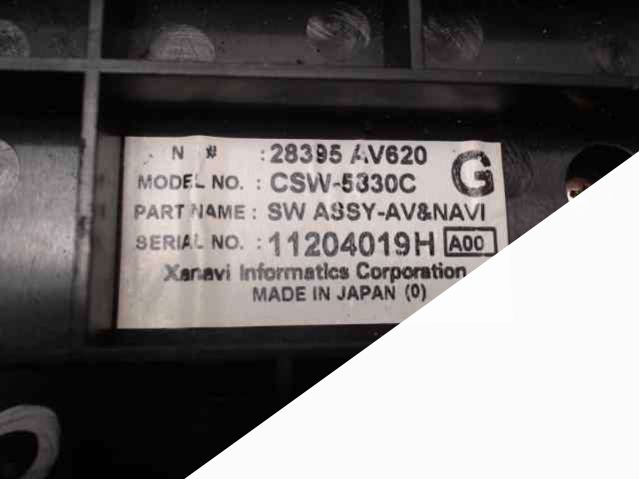 N # : 28395 AV620
G
MODEL NO. : CSW-5330C
PART NAME : SW ASSY-AV&NAVI
SERIAL NO. : 11204019H A00
Xanavi Informatics Corporation
MADE IN JAPAN (0)